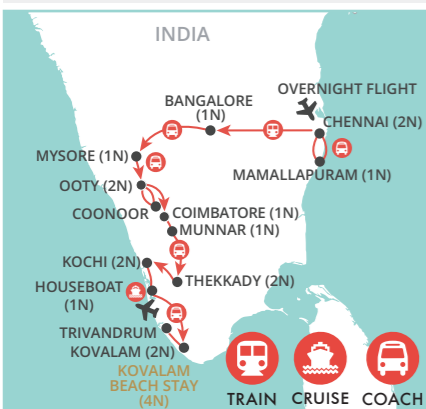 INDIA
OVERNIGHT FLIGHT
BANGALORE
(1N)
CHENNAI (2N)
MYSORE (1N)
MAMALLAPURAM (1N)
OOTY (2N)
COONOOR
COIMBATORE (1N)
MUNNAR (1N)
KOCHI (2N)
THEKKADY (2N)
HOUSEBOAT
(1N)
TRIVANDRUM
KOVALAM (2N)
KOVALAM
BEACH STAY
(4N)
TRAIN CRUISE COACH